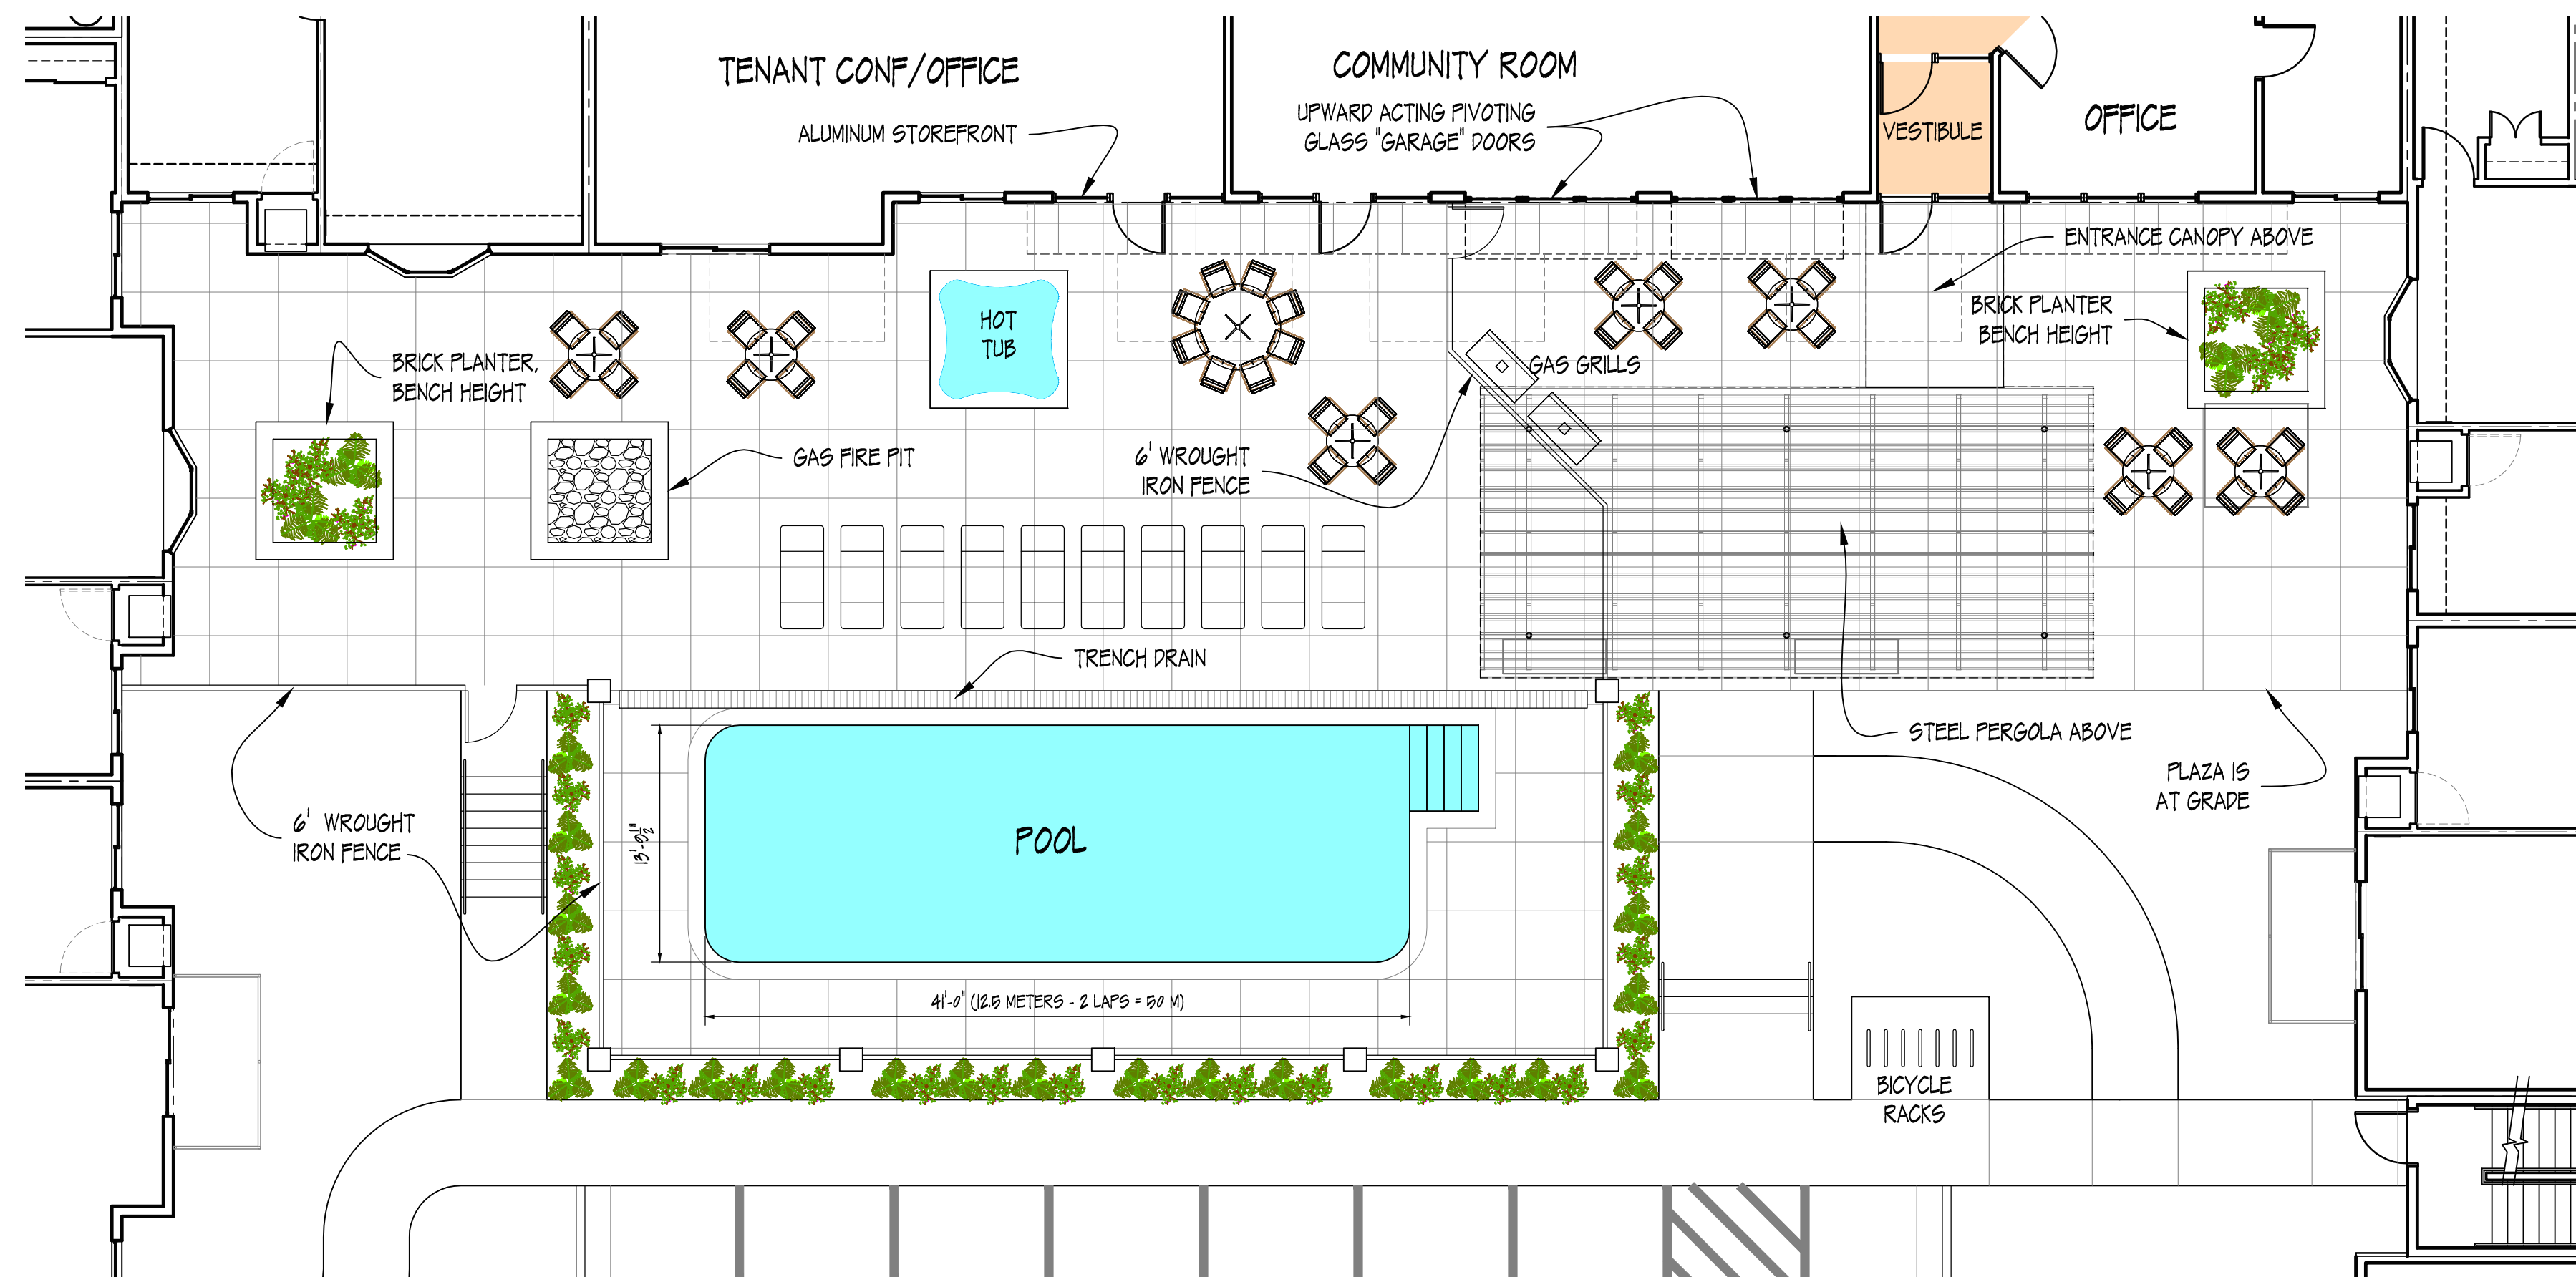 TENANT CONF/OFFICE
COMMUNITY ROOM
ALUMINUM STOREFRONT
UPWARD ACTING PIVOTING
GLASS "GARAGE" DOORS
VESTIBULE
OFFICE
ENTRANCE CANOPY ABOVE
HOT
TUB
BRICK PLANTER
BENCH HEIGHT
BRICK PLANTER,
BENCH HEIGHT
GAS GRILLS
GAS FIRE PIT
6' WROUGHT
IRON FENCE
TRENCH DRAIN
STEEL PERGOLA ABOVE
PLAZA IS
AT GRADE
6' WROUGHT
IRON FENCE
13'-9½"
POOL
41'-0" (12.5 METERS - 2 LAPS = 50 M)
BICYCLE
RACKS